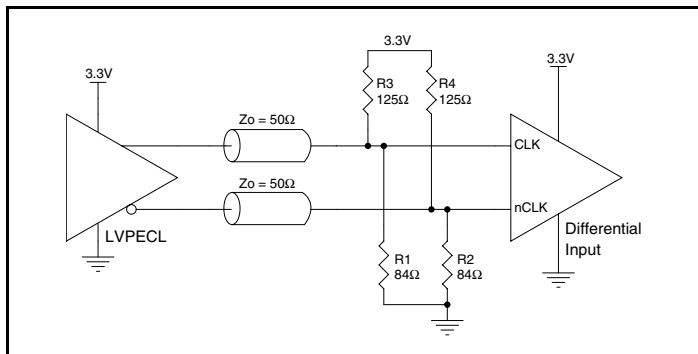 3.3V
3.3V
3.3V
R3
125Ω
R4
125Ω
Zo = 50Ω
CLK
Zo = 50Ω
nCLK
LVPECL
Differential
Input
R1
84Ω
R2
84Ω